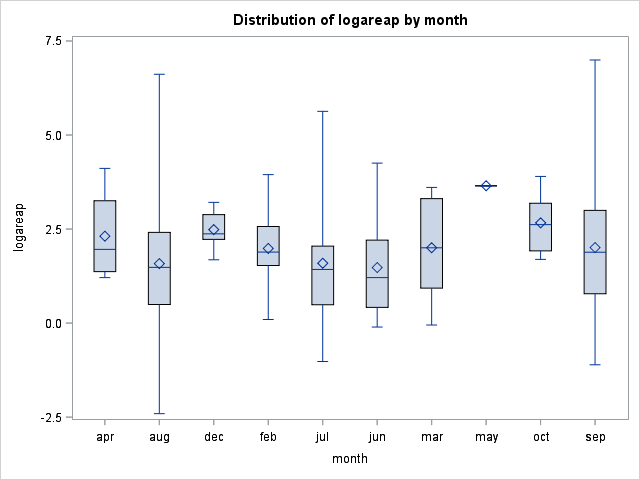 Distribution of logareap by month
7.5
5.0
2.5
0.0
-2.5
logareap
apr aug dec feb jul jun mar may oct sep
month